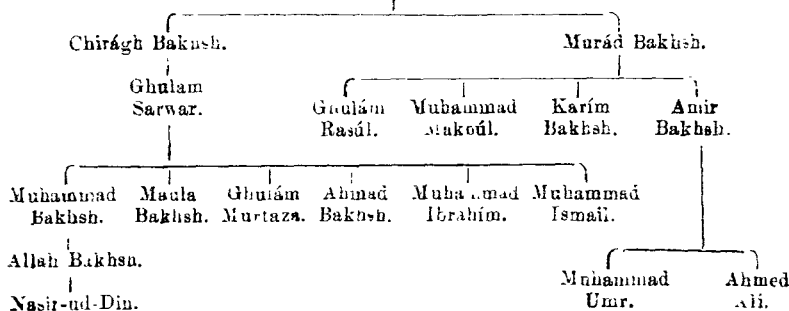 Chirágh Bakhsh. Murád Bakhsh.
Ghulam Sarwar. Ghulám Rasúl. Muhammad Makoúl. Karím Bakhsh. Amir Bakhsh.
Muhammad Bakhsh. Maula Bakhsh. Ghulám Murtaza. Ahmad Bakhsh. Muhammad Ibrahím. Muhammad Ismail.
Allah Bakhsh.
Muhammad Umr. Ahmed Ali.
Nasir-ud-Din.